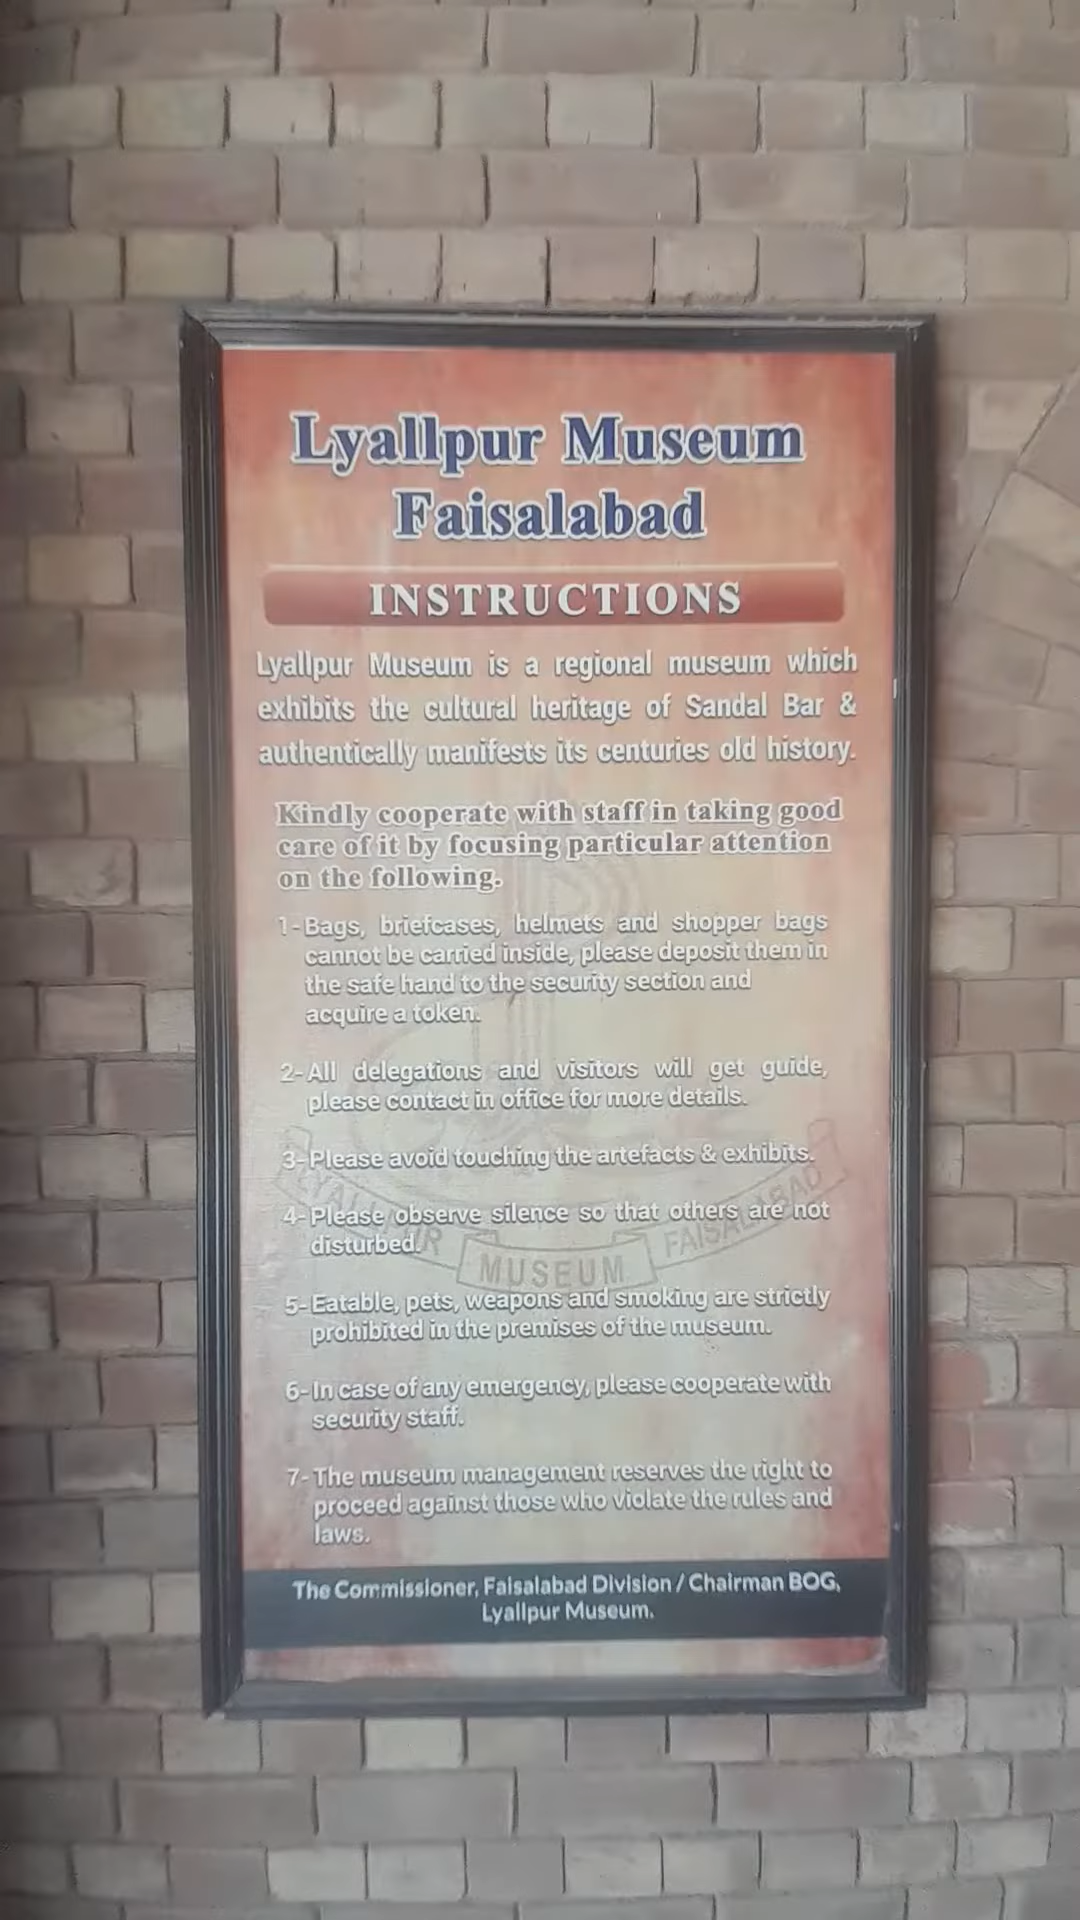 Lyallpur Museum
Faisalabad
INSTRUCTIONS
Lyallpur Museum is a regional museum which
exhibits the cultural heritage of Sandal Bar &
authentically manifests its centuries old history.
Kindly cooperate with staff in taking good
care of it by focusing particular attention
on the following.
1-Bags, briefcases, helmets and shopper bags
cannot be carried inside, please deposit them in
the safe hand to the security section and
acquire a token.
2-All delegations and visitors will get guide,
please contact in office for more details.
3-Please avoid touching the artefacts & exhibits.
4-Please observe silence so that others are not
disturbed.
LYALLPUR MUSEUM FAISALABAD
5-Eatable, pets, weapons and smoking are strictly
prohibited in the premises of the museum.
6-In case of any emergency, please cooperate with
security staff.
7-The museum management reserves the right to
proceed against those who violate the rules and
laws.
The Commissioner, Faisalabad Division / Chairman BOG,
Lyallpur Museum.